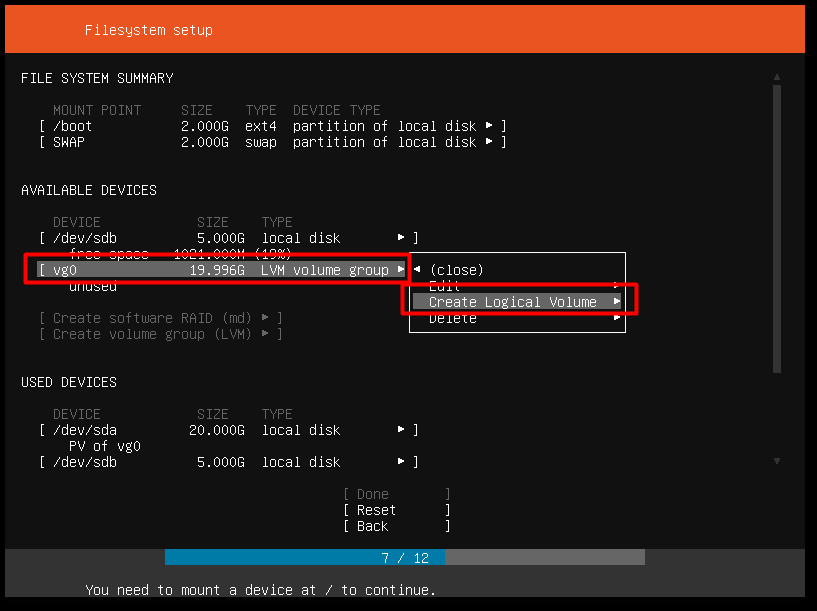 Filesystem setup
FILE SYSTEM SUMMARY
MOUNT POINT SIZE TYPE DEVICE TYPE
[ /boot 2.000G ext4 partition of local disk ▸ ]
[ SWAP 2.000G swap partition of local disk ▸ ]
AVAILABLE DEVICES
DEVICE SIZE TYPE
[ /dev/sdb 5.000G local disk ▸ ]
free space 1021.000M (19%)
[ vg0 19.996G LVM volume group ▸
unused
◂ (close)
Edit ▸
Create Logical Volume ▸
Delete ▸
[ Create software RAID (md) ▸ ]
[ Create volume group (LVM) ▸ ]
USED DEVICES
DEVICE SIZE TYPE
[ /dev/sda 20.000G local disk ▸ ]
PV of vg0
[ /dev/sdb 5.000G local disk ▸ ]
[ Done ]
[ Reset ]
[ Back ]
7 / 12
You need to mount a device at / to continue.